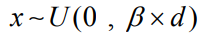 x ~ U(0 , β × d)